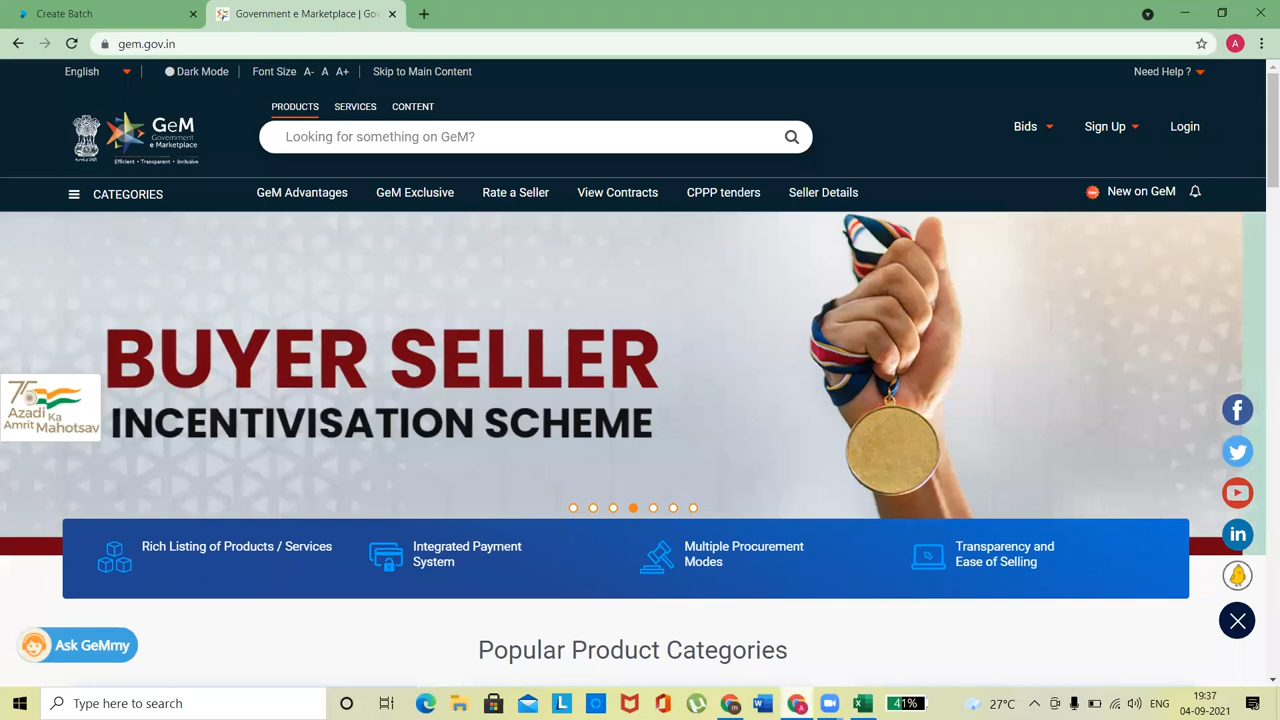 Create Batch
Government e Marketplace | Gov
gem.gov.in
A
English
Dark Mode
Font Size A- A A+
Skip to Main Content
Need Help ?
PRODUCTS SERVICES CONTENT
GeM
Government
e Marketplace
Efficient • Transparent • Inclusive
Looking for something on GeM?
Bids
Sign Up
Login
CATEGORIES
GeM Advantages
GeM Exclusive
Rate a Seller
View Contracts
CPPP tenders
Seller Details
New on GeM
BUYER SELLER
INCENTIVISATION SCHEME
75
Azadi Ka
Amrit Mahotsav
Rich Listing of Products / Services
Integrated Payment
System
Multiple Procurement
Modes
Transparency and
Ease of Selling
Ask GeMmy
Popular Product Categories
Type here to search
41%
27°C
ENG
19:37
04-09-2021